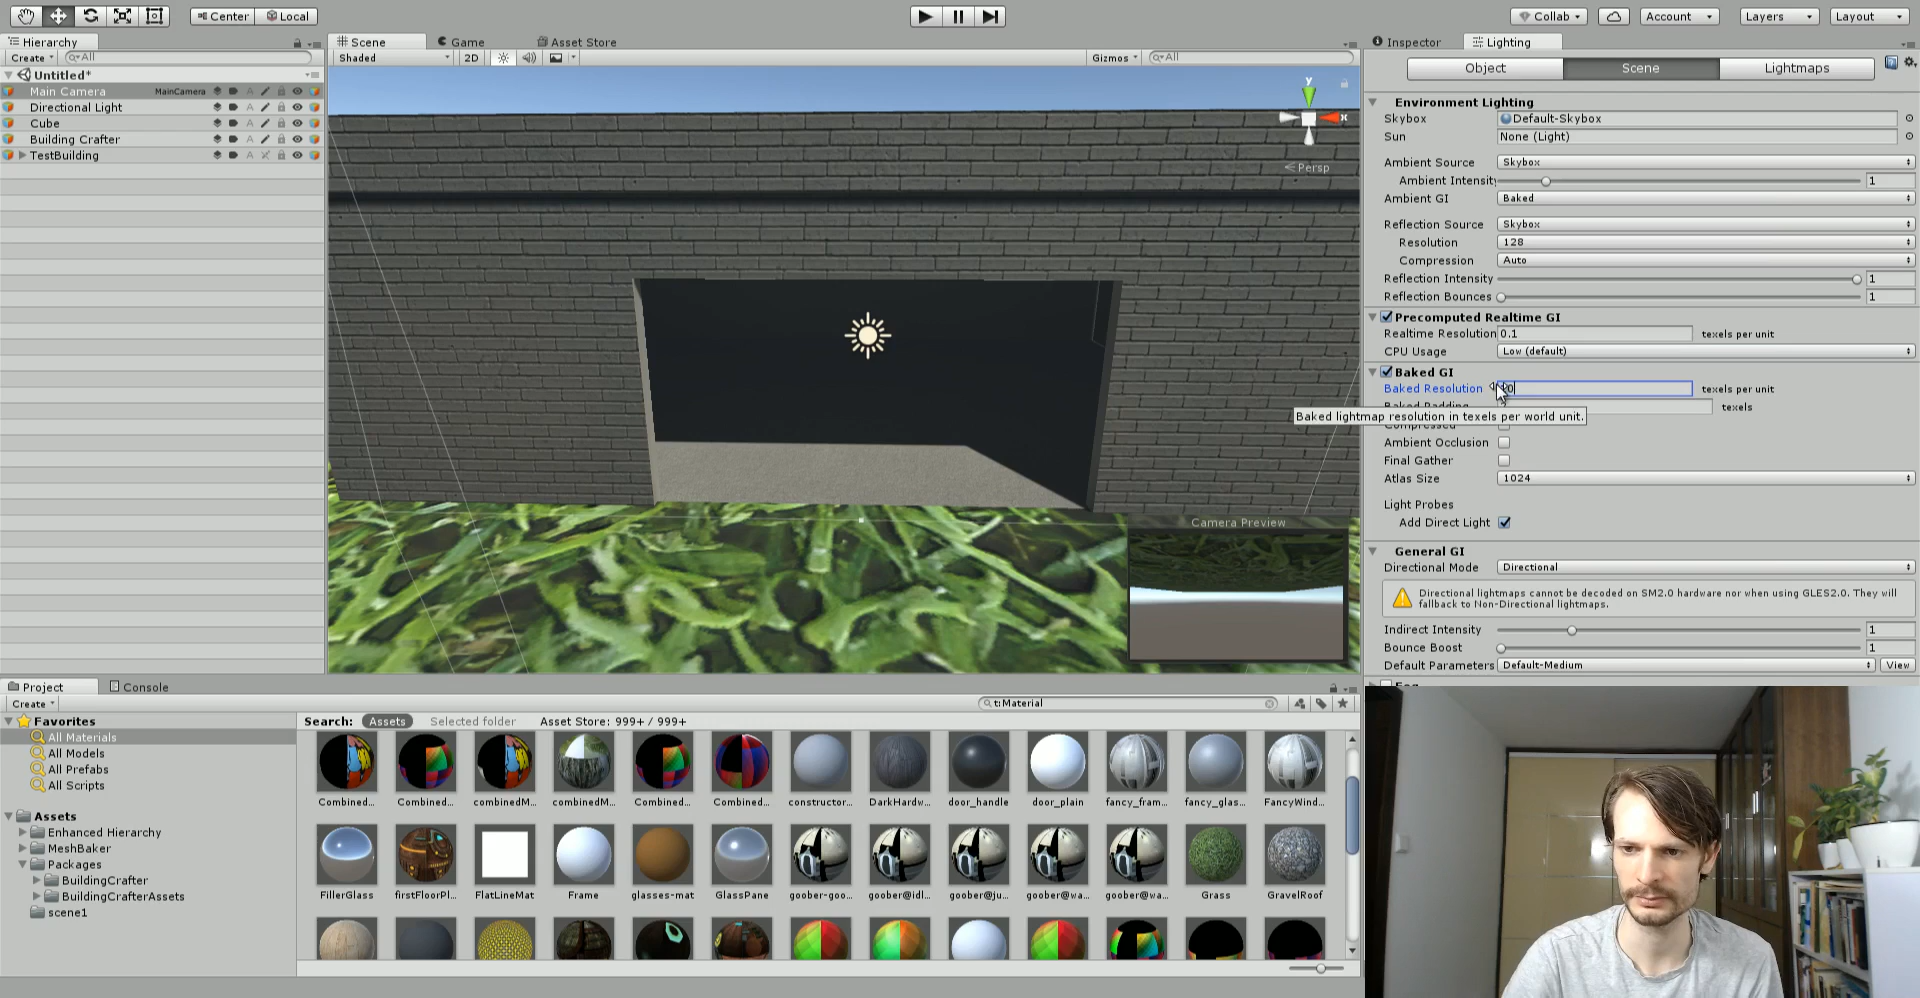 Center
Local
Collab
Account
Layers
Layout
Hierarchy
Create
All
Untitled*
Main Camera
MainCamera
Directional Light
Cube
Building Crafter
TestBuilding
Scene
Game
Asset Store
Shaded
2D
Gizmos
All
y
x
Persp
Camera Preview
Inspector
Lighting
Object
Scene
Lightmaps
Environment Lighting
Skybox
Default-Skybox
Sun
None (Light)
Ambient Source
Skybox
Ambient Intensity
1
Ambient GI
Baked
Reflection Source
Skybox
Resolution
128
Compression
Auto
Reflection Intensity
1
Reflection Bounces
1
Precomputed Realtime GI
Realtime Resolution
0.1
texels per unit
CPU Usage
Low (default)
Baked GI
Baked Resolution
texels per unit
texels
Baked lightmap resolution in texels per world unit.
Compressed
Ambient Occlusion
Final Gather
Atlas Size
1024
Light Probes
Add Direct Light
General GI
Directional Mode
Directional
Directional lightmaps cannot be decoded on SM2.0 hardware nor when using GLES2.0. They will
fallback to Non-Directional lightmaps.
Indirect Intensity
1
Bounce Boost
1
Default Parameters
Default-Medium
View
Project
Console
Create
t:Material
Favorites
All Materials
All Models
All Prefabs
All Scripts
Assets
Enhanced Hierarchy
MeshBaker
Packages
BuildingCrafter
BuildingCrafterAssets
scene1
Search:
Assets
Selected folder
Asset Store: 999+ / 999+
Combined...
Combined...
combinedM...
combinedM...
Combined...
Combined...
constructor...
DarkHardw...
door_handle
door_plain
fancy_fram...
fancy_glas...
FancyWind...
FillerGlass
firstFloorPl...
FlatLineMat
Frame
glasses-mat
GlassPane
goober-goo...
goober@idl...
goober@ju...
goober@wa...
goober@wa...
Grass
GravelRoof